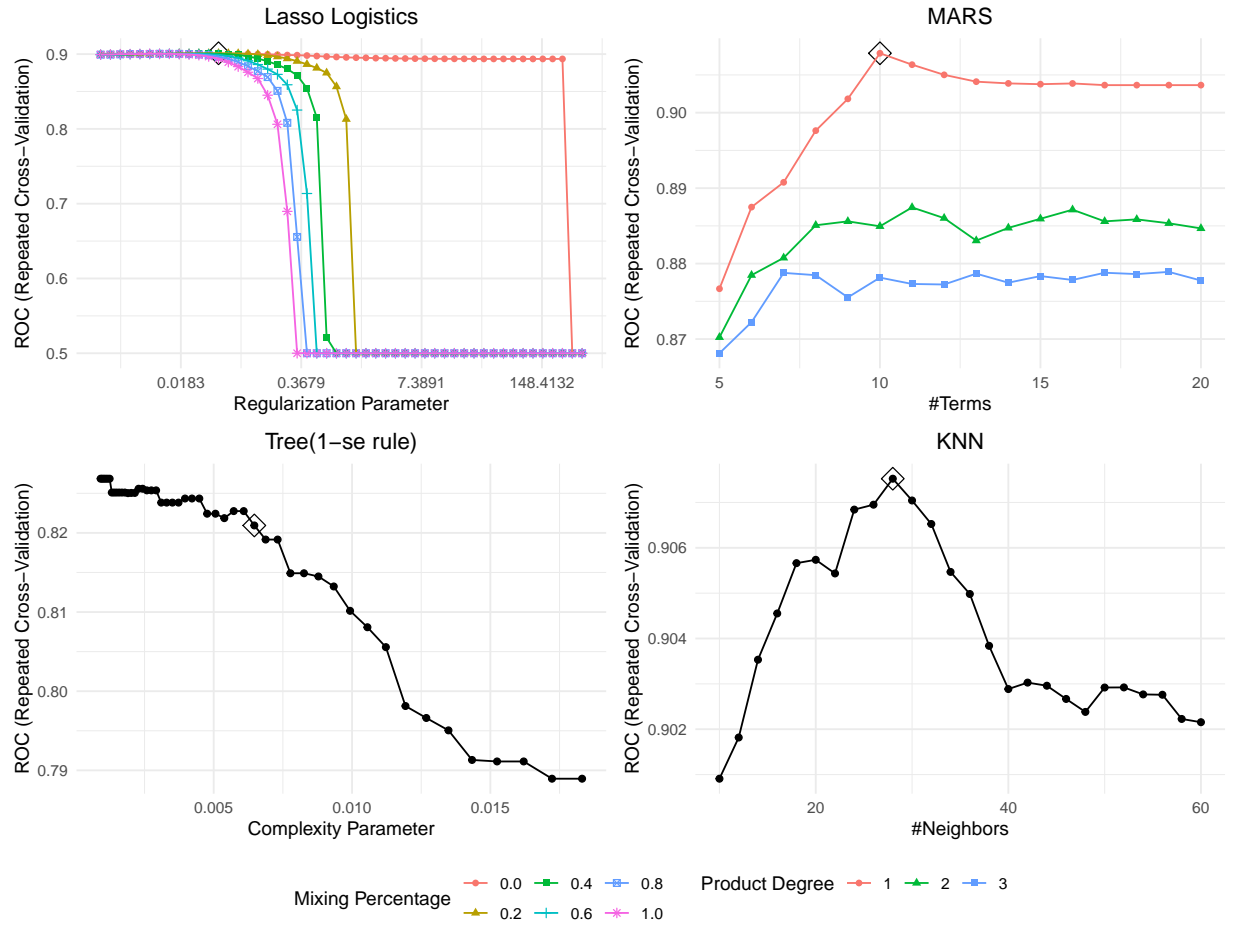 Lasso Logistics
ROC (Repeated Cross−Validation)
0.9
0.8
0.7
0.6
0.5
0.0183 0.3679 7.3891 148.4132
Regularization Parameter
MARS
ROC (Repeated Cross−Validation)
0.90
0.89
0.88
0.87
5 10 15 20
#Terms
Tree(1−se rule)
ROC (Repeated Cross−Validation)
0.82
0.81
0.80
0.79
0.005 0.010 0.015
Complexity Parameter
KNN
ROC (Repeated Cross−Validation)
0.906
0.904
0.902
20 40 60
#Neighbors
Mixing Percentage
0.0 0.4 0.8
0.2 0.6 1.0
Product Degree 1 2 3